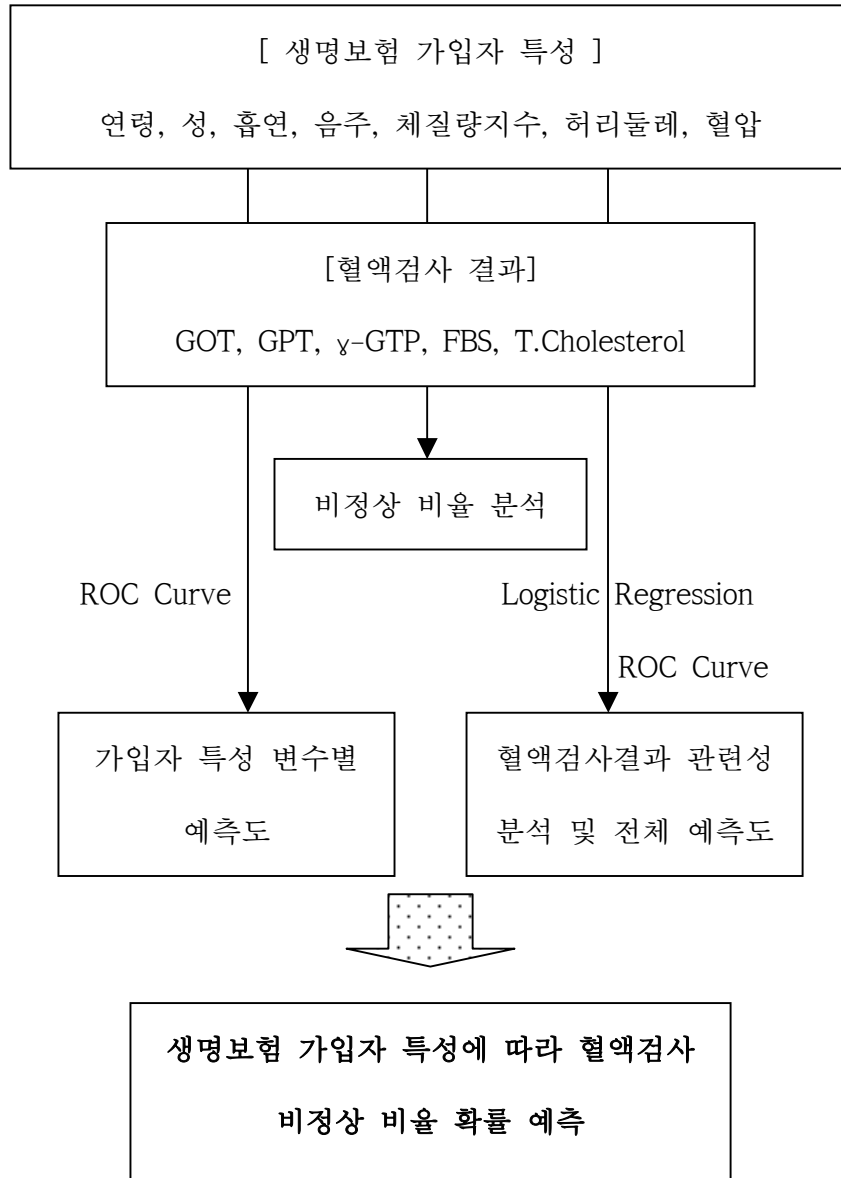 [ 생명보험 가입자 특성 ]
연령, 성, 흡연, 음주, 체질량지수, 허리둘레, 혈압
[혈액검사 결과]
GOT, GPT, ɣ-GTP, FBS, T.Cholesterol
비정상 비율 분석
ROC Curve
Logistic Regression
ROC Curve
가입자 특성 변수별
예측도
혈액검사결과 관련성
분석 및 전체 예측도
생명보험 가입자 특성에 따라 혈액검사
비정상 비율 확률 예측